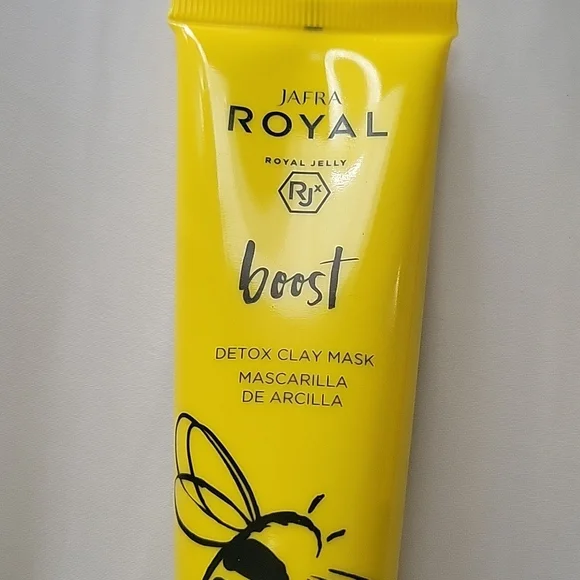 JAFRA
ROYAL
ROYAL JELLY
RJx
boost
DETOX CLAY MASK
MASCARILLA
DE ARCILLA